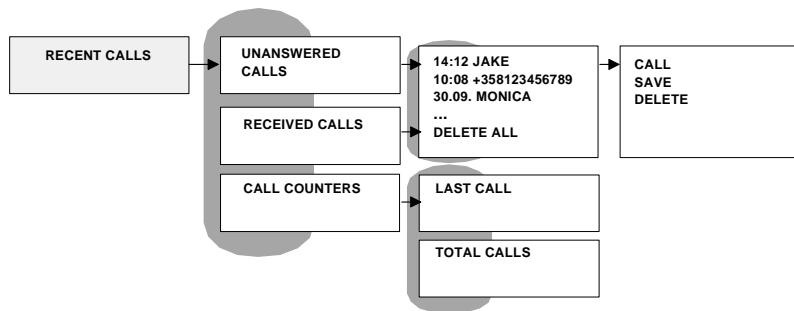 RECENT CALLS
UNANSWERED
CALLS
RECEIVED CALLS
CALL COUNTERS
14:12 JAKE
10:08 +358123456789
30.09. MONICA
...
DELETE ALL
LAST CALL
TOTAL CALLS
CALL
SAVE
DELETE